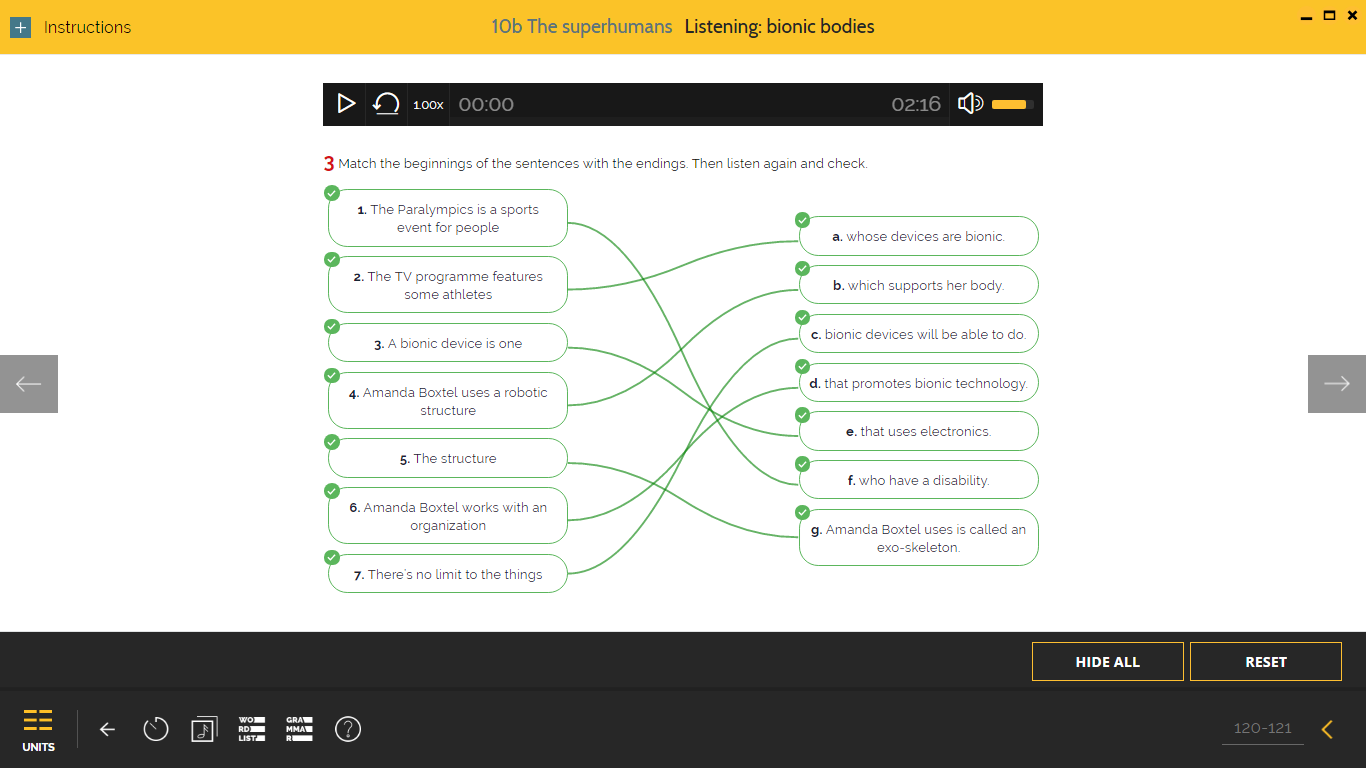 Instructions
10b The superhumans Listening: bionic bodies
1.00x 00:00 02:16
3 Match the beginnings of the sentences with the endings. Then listen again and check.
1. The Paralympics is a sports
event for people
2. The TV programme features
some athletes
3. A bionic device is one
4. Amanda Boxtel uses a robotic
structure
5. The structure
6. Amanda Boxtel works with an
organization
7. There's no limit to the things
a. whose devices are bionic.
b. which supports her body.
c. bionic devices will be able to do.
d. that promotes bionic technology.
e. that uses electronics.
f. who have a disability.
g. Amanda Boxtel uses is called an
exo-skeleton.
HIDE ALL RESET
UNITS
WO
RD
LIST
GRA
MMA
R
?
120-121